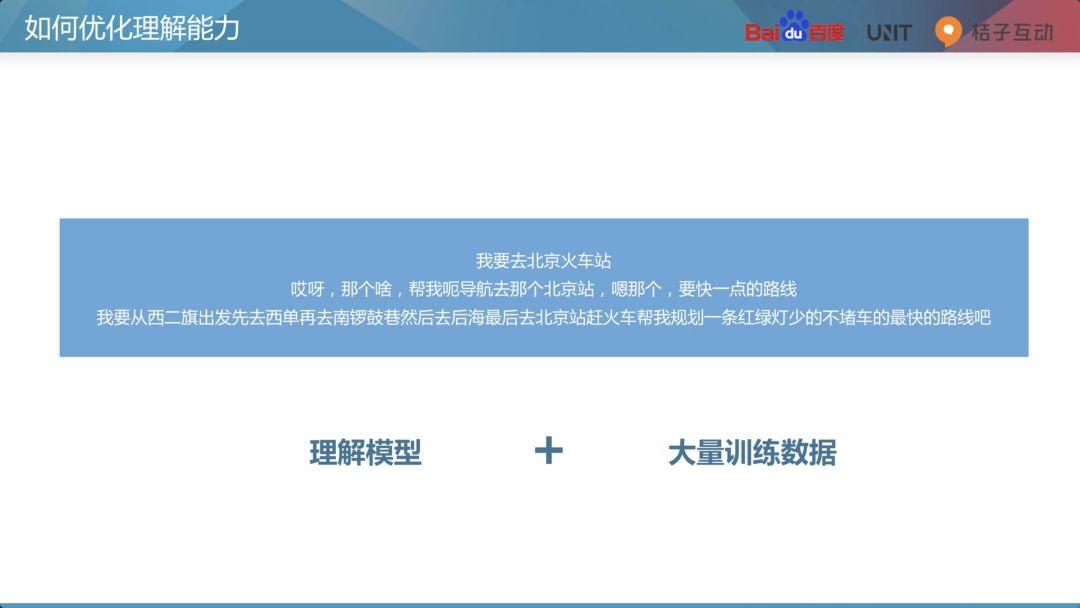 如何优化理解能力
Baidu百度 UNIT 桔子互动
我要去北京火车站
哎呀，那个啥，帮我呃导航去那个北京站，嗯那个，要快一点的路线
我要从西二旗出发先去西单再去南锣鼓巷然后去后海最后去北京站赶火车帮我规划一条红绿灯少的不堵车的最快的路线吧
理解模型 + 大量训练数据